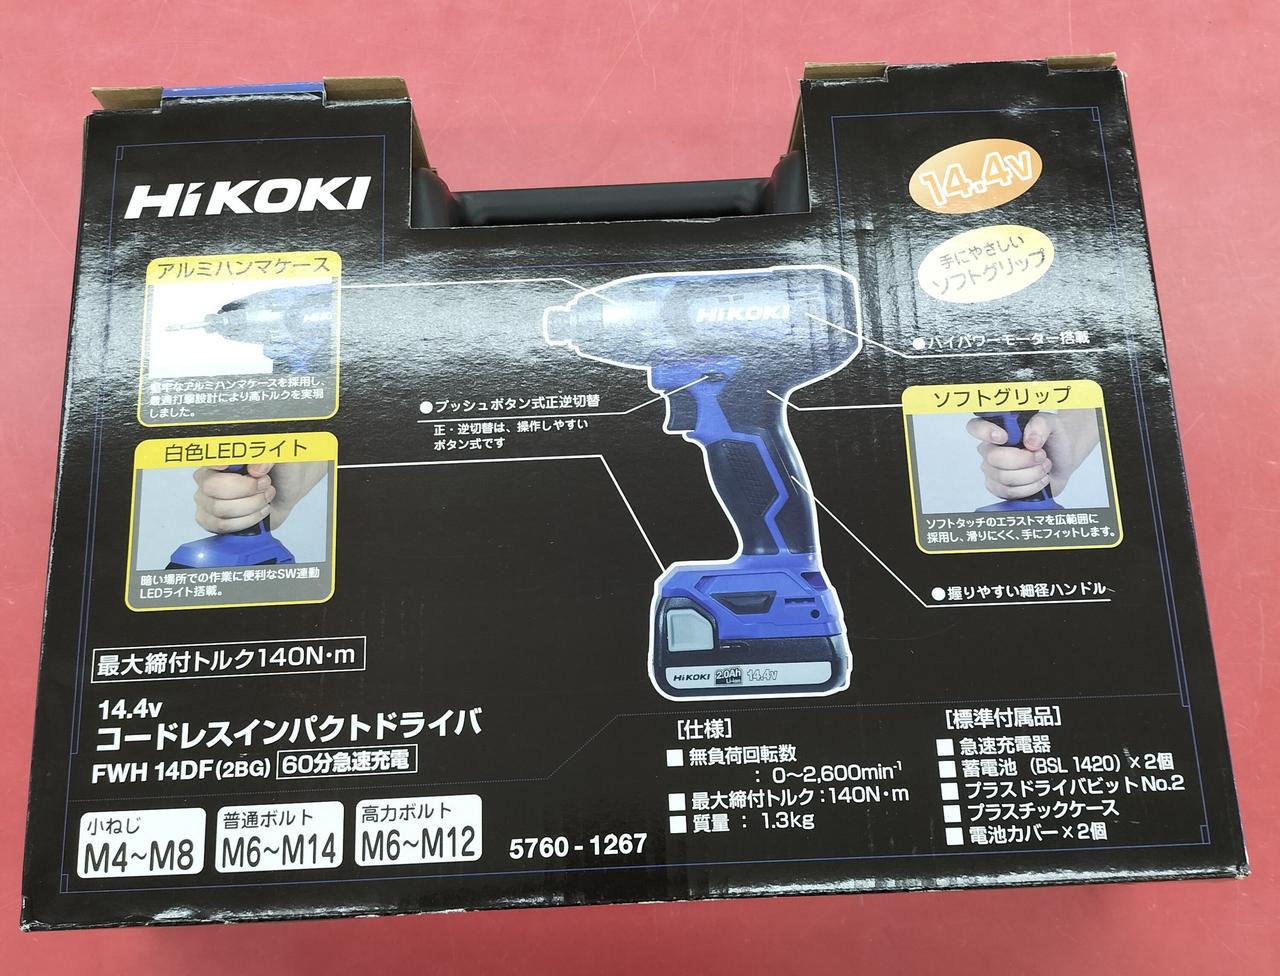 HiKOKI
14.4v
手にやさしい
ソフトグリップ
アルミハンマケース
HiKOKI
堅牢なアルミハンマケースを採用し、
最適打撃設計により高トルクを実現
しました。
HiKOKI
●ハイパワーモーター搭載
●プッシュボタン式正逆切替
正・逆切替は、操作しやすい
ボタン式です
ソフトグリップ
ソフトタッチのエラストマを広範囲に
採用し、滑りにくく、手にフィットします。
白色LEDライト
暗い場所での作業に便利なSW連動
LEDライト搭載。
●握りやすい細径ハンドル
HiKOKI 2.0Ah Li-ion 14.4v
最大締付トルク140N・m
14.4v
コードレスインパクトドライバ
FWH 14DF(2BG) 60分急速充電
小ねじ
M4~M8
普通ボルト
M6~M14
高力ボルト
M6~M12
5760-1267
[仕様]
■ 無負荷回転数
: 0~2,600min-1
■ 最大締付トルク:140N・m
■ 質量 : 1.3kg
[標準付属品]
■ 急速充電器
■ 蓄電池 (BSL 1420)×2個
■ プラスドライバビットNo.2
■ プラスチックケース
■ 電池カバー×2個